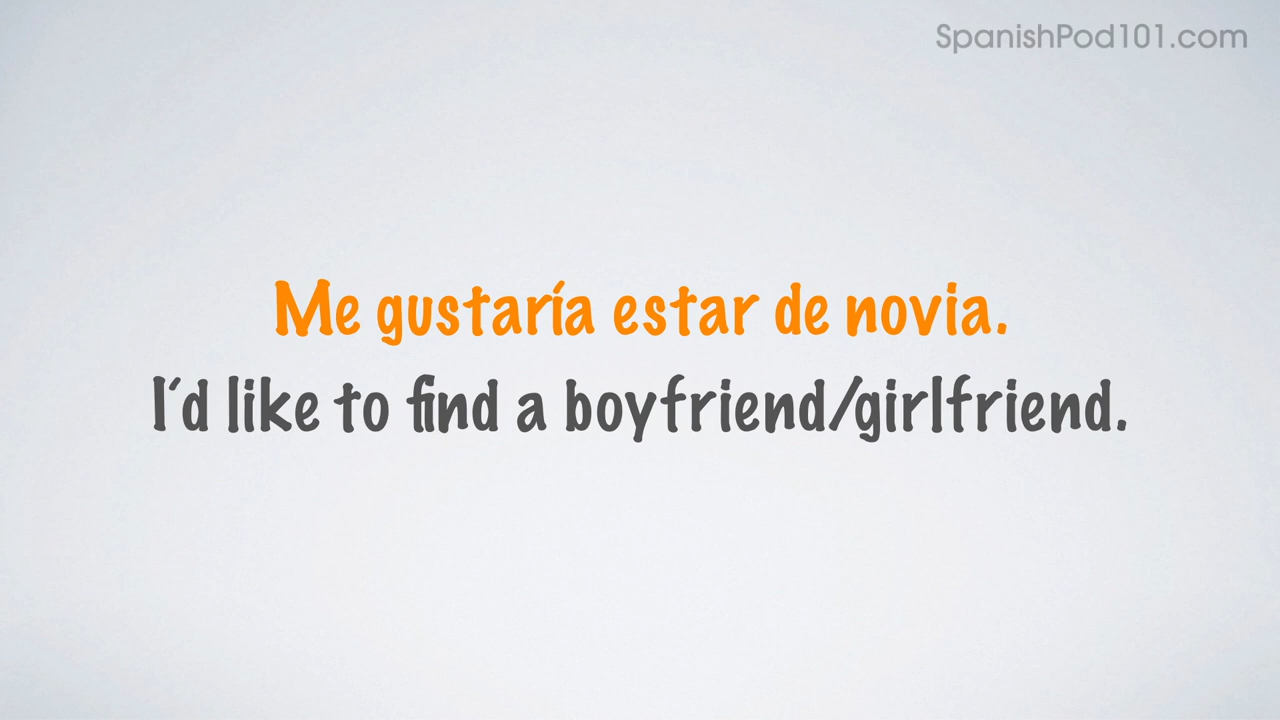 SpanishPod101.com
Me gustaría estar de novia.
I´d like to find a boyfriend/girlfriend.